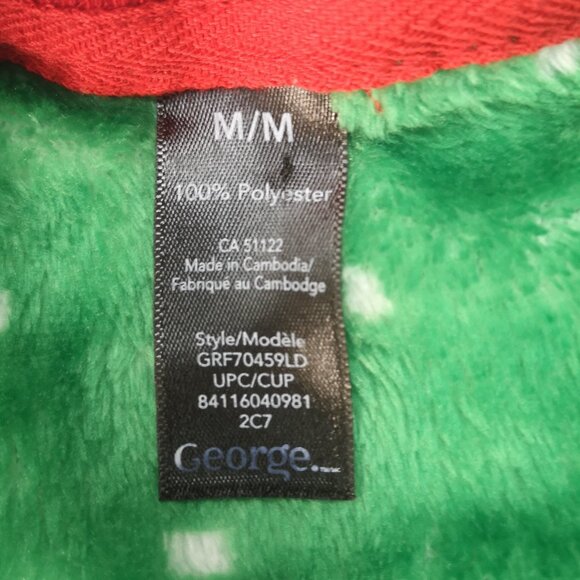 M/M
100% Polyester
CA 51122
Made in Cambodia/
Fabriqué au Cambodge
Style/Modèle
GRF70459LD
UPC/CUP
84116040981
2C7
George.